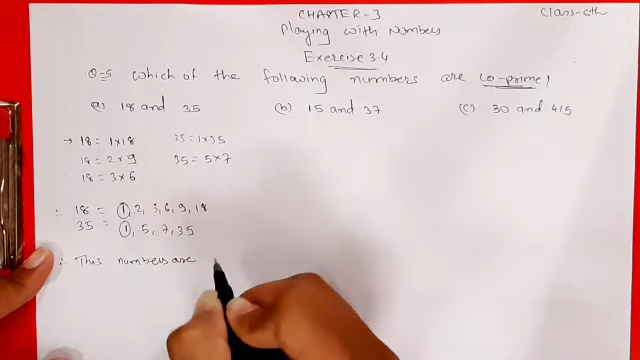 CHAPTER-3
Class-6th
Playing with Numbers
Exercise 3.4
Q=5 Which of the following numbers are co-prime?
(a) 18 and 35 (b) 15 and 37 (c) 30 and 415
→ 18 = 1×18 35 = 1×35
18 = 2×9 35 = 5×7
18 = 3×6
∴ 18 = 1, 2, 3, 6, 9, 18
35 = 1, 5, 7, 35
∴ This numbers are